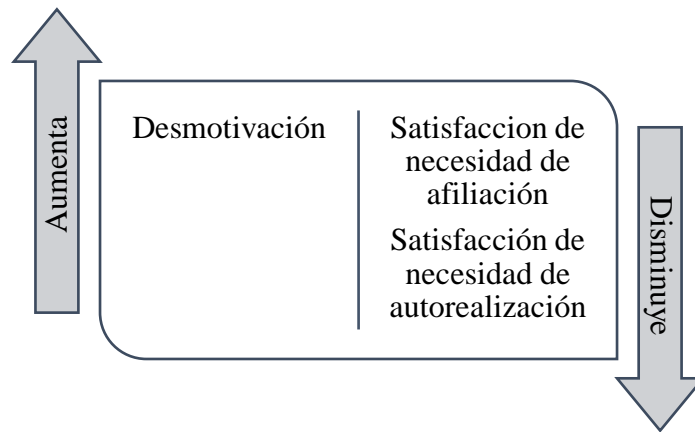 Aumenta
Desmotivación
Satisfaccion de
necesidad de
afiliación
Satisfacción de
necesidad de
autorealización
Disminuye